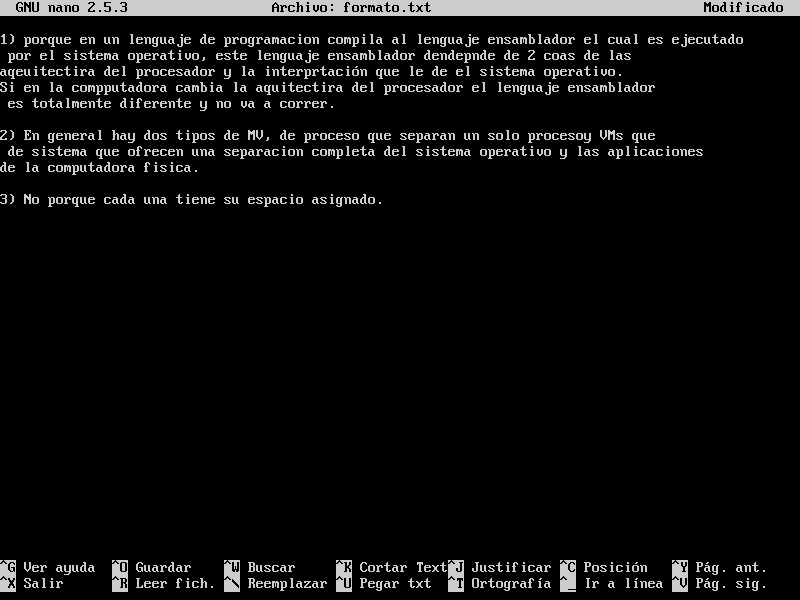 GNU nano 2.5.3 Archivo: formato.txt Modificado
1) porque en un lenguaje de programacion compila al lenguaje ensamblador el cual es ejecutado
por el sistema operativo, este lenguaje ensamblador dendepnde de 2 coas de las
aqeuitectira del procesador y la interprtación que le de el sistema operativo.
Si en la compputadora cambia la aquitectira del procesador el lenguaje ensamblador
es totalmente diferente y no va a correr.
2) En general hay dos tipos de MV, de proceso que separan un solo procesoy VMs que
de sistema que ofrecen una separacion completa del sistema operativo y las aplicaciones
de la computadora fisica.
3) No porque cada una tiene su espacio asignado.
^G Ver ayuda ^O Guardar ^W Buscar ^K Cortar Text ^J Justificar ^C Posición ^Y Pág. ant.
^X Salir ^R Leer fich. ^\ Reemplazar ^U Pegar txt ^T Ortografía ^_ Ir a línea ^V Pág. sig.